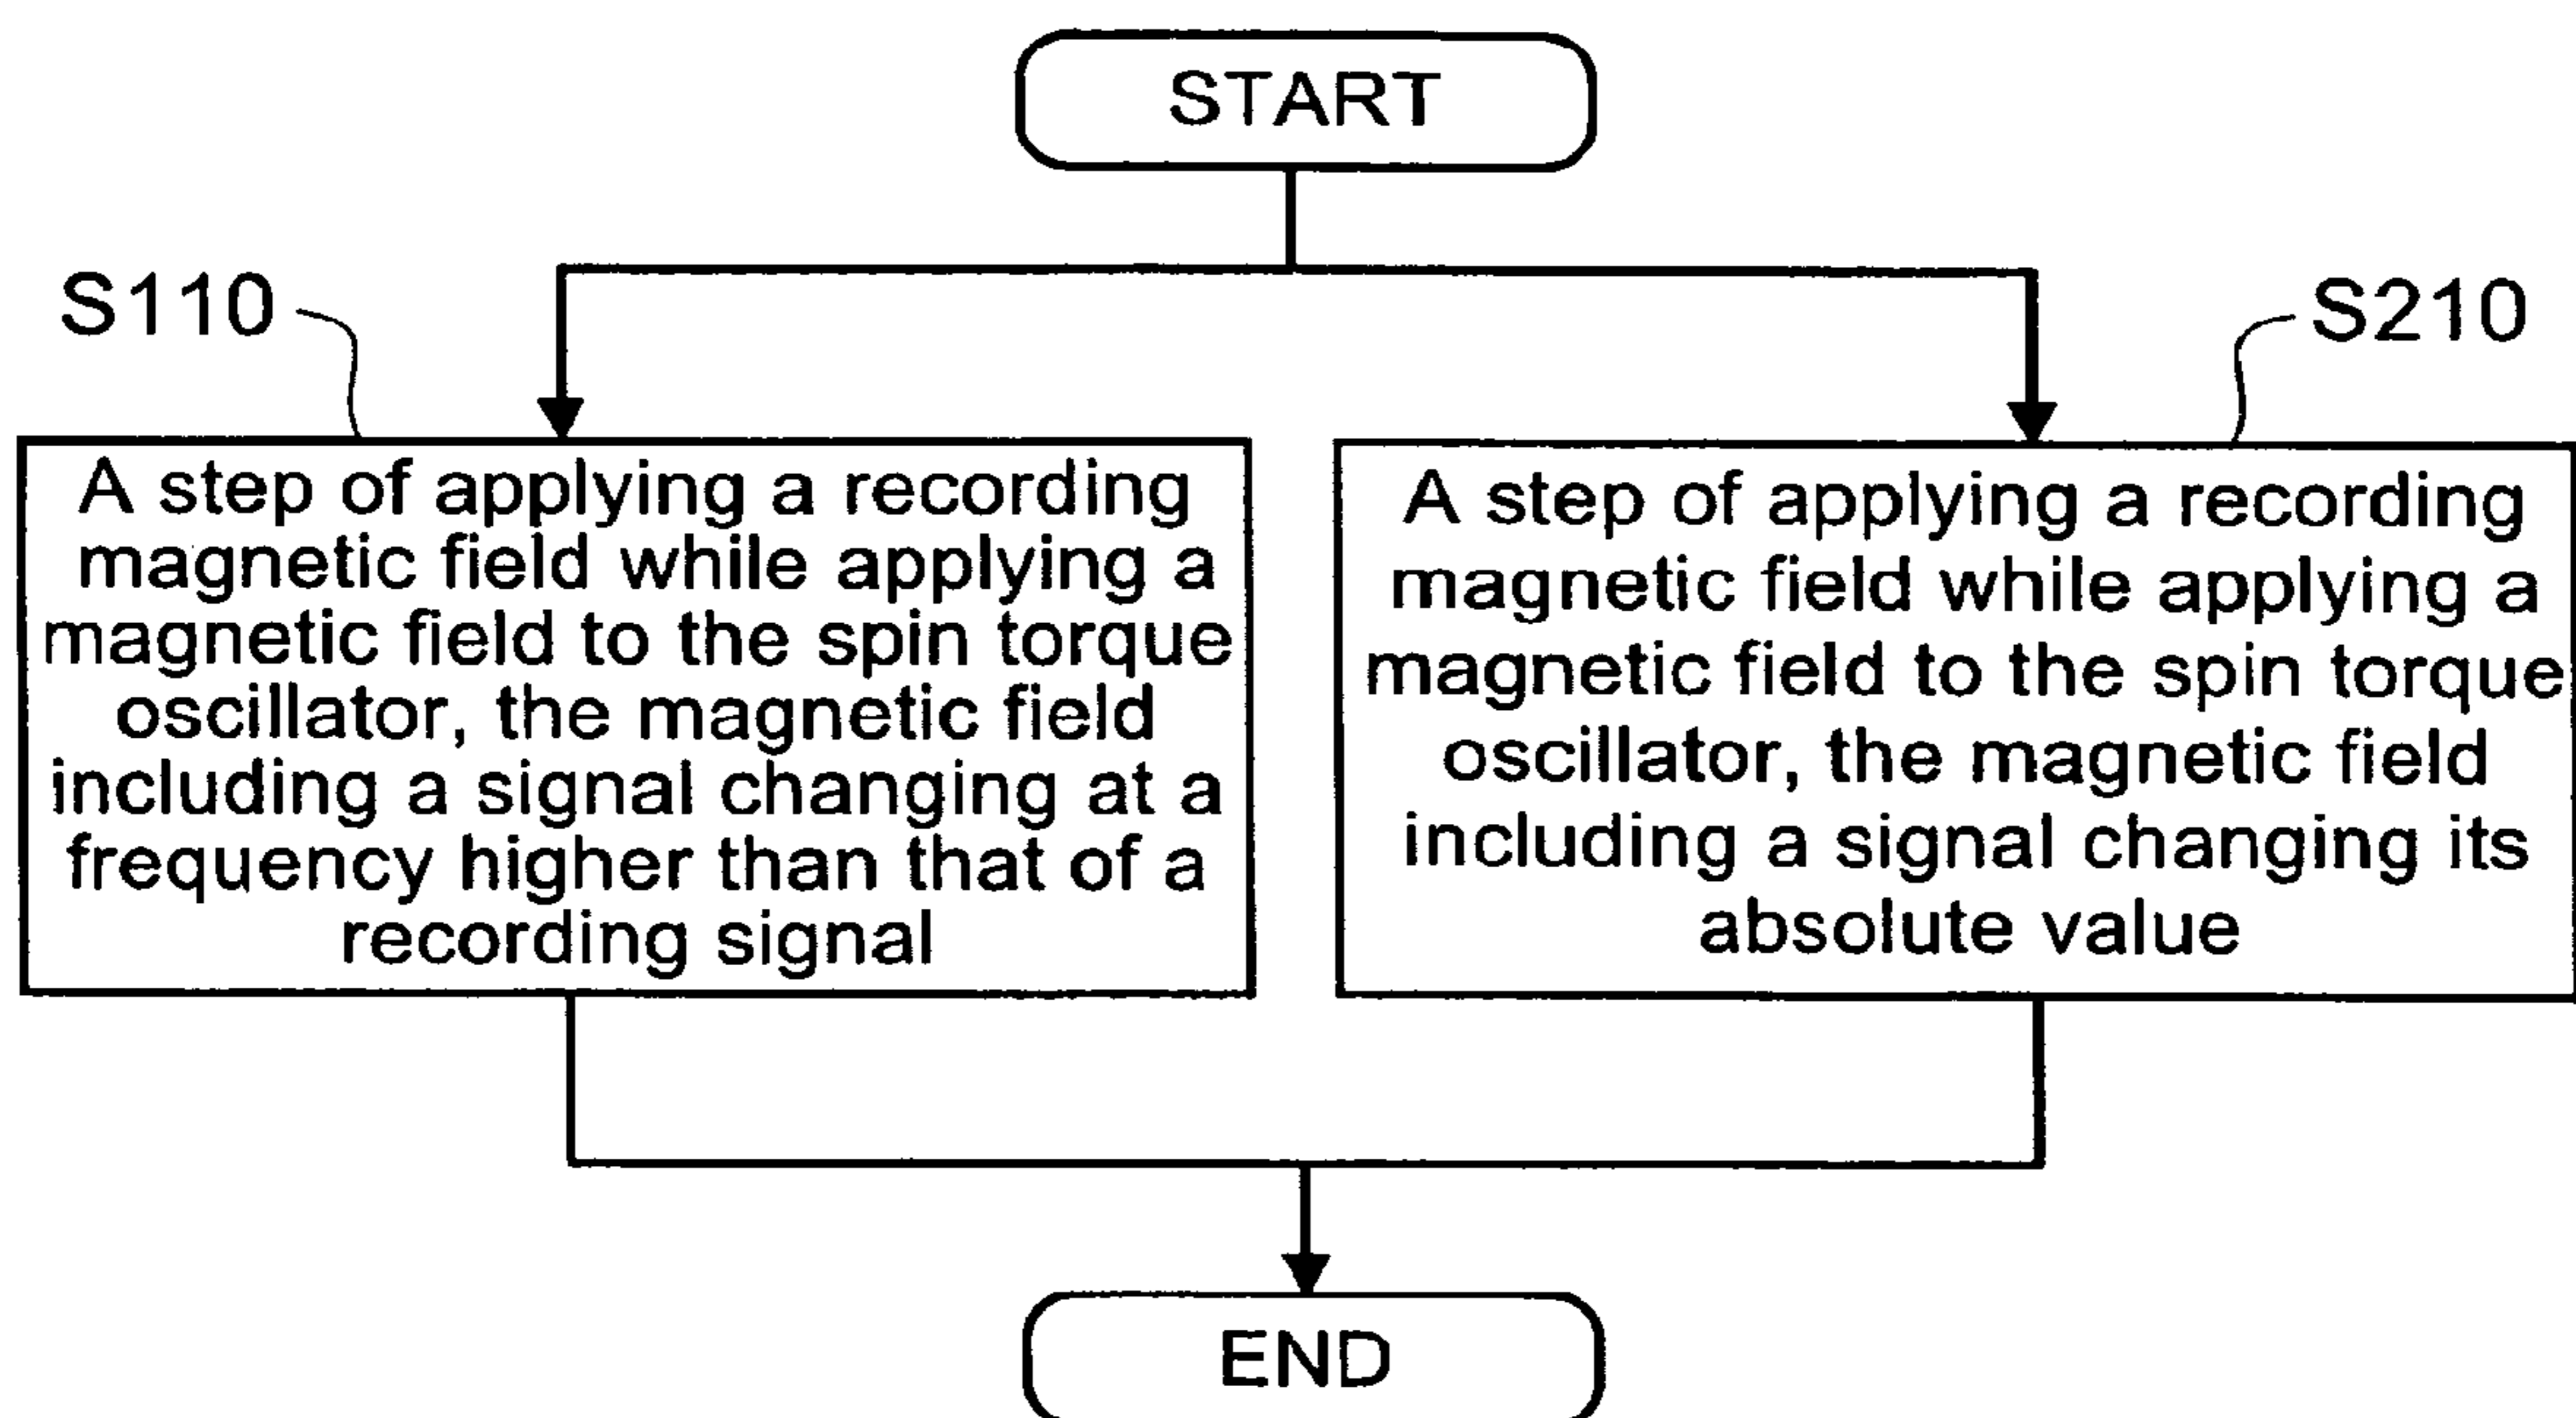 START
S110
S210
A step of applying a recording
magnetic field while applying a
magnetic field to the spin torque
oscillator, the magnetic field
including a signal changing at a
frequency higher than that of a
recording signal
A step of applying a recording
magnetic field while applying a
magnetic field to the spin torque
oscillator, the magnetic field
including a signal changing its
absolute value
END